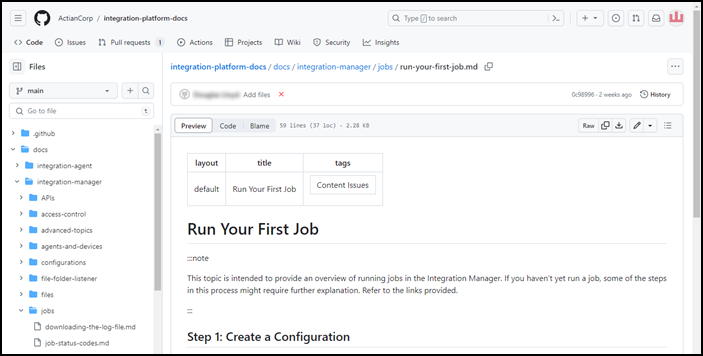 ActianCorp / integration-platform-docs
Type / to search
Code Issues Pull requests 1 Actions Projects Wiki Security Insights
Files
integration-platform-docs / docs / integration-manager / jobs / run-your-first-job.md
main
Add files 0c98996 · 2 weeks ago History
Go to file t
Preview Code Blame 59 lines (37 loc) · 2.28 KB Raw
.github
docs
integration-agent
integration-manager
APIs
access-control
advanced-topics
agents-and-devices
configurations
file-folder-listener
files
jobs
downloading-the-log-file.md
job-status-codes.md
layout title tags
default Run Your First Job Content Issues
Run Your First Job
:::note
This topic is intended to provide an overview of running jobs in the Integration Manager. If you haven't yet run a job, some of the steps
in this process might require further explanation. Refer to the links provided.
:::
Step 1: Create a Configuration